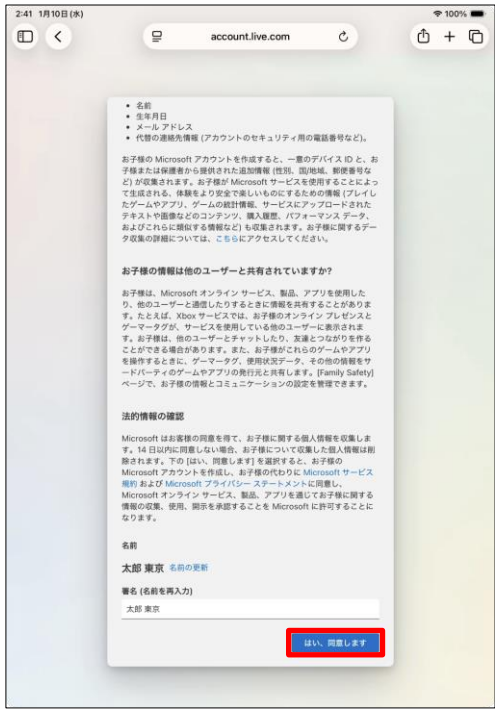 2:41 1月10日(水)
100%
account.live.com
• 名前
• 生年月日
• メール アドレス
• 代替の連絡先情報 (アカウントのセキュリティ用の電話番号など)。
お子様の Microsoft アカウントを作成すると、一意のデバイス ID と、お
子様または保護者から提供された追加情報 (性別、国/地域、郵便番号な
ど) が収集されます。お子様が Microsoft サービスを使用することによっ
て生成される、体験をより安全で楽しいものにするための情報 (プレイし
たゲームやアプリ、ゲームの統計情報、サービスにアップロードされた
テキストや画像などのコンテンツ、購入履歴、パフォーマンス データ、
およびこれらに類似する情報など) も収集されます。お子様に関するデー
タ収集の詳細については、こちらにアクセスしてください。
お子様の情報は他のユーザーと共有されていますか?
お子様は、Microsoft オンライン サービス、製品、アプリを使用した
り、他のユーザーと通信したりするときに情報を共有することがありま
す。たとえば、Xbox サービスでは、お子様のオンライン プレゼンスと
ゲーマータグが、サービスを使用している他のユーザーに表示されま
す。お子様は、他のユーザーとチャットしたり、友達とつながりを作る
ことができる場合があります。また、お子様がこれらのゲームやアプリ
を操作するときに、ゲーマータグ、使用状況データ、その他の情報をサ
ードパーティのゲームやアプリの発行元と共有します。[Family Safety]
ページで、お子様の情報とコミュニケーションの設定を管理できます。
法的情報の確認
Microsoft はお客様の同意を得て、お子様に関する個人情報を収集しま
す。14 日以内に同意しない場合、お子様について収集した個人情報は削
除されます。下の [はい、同意します] を選択すると、お子様の
Microsoft アカウントを作成し、お子様の代わりに Microsoft サービス
規約 および Microsoft プライバシー ステートメントに同意し、
Microsoft オンライン サービス、製品、アプリを通じてお子様に関する
情報の収集、使用、開示を承認することを Microsoft に許可することに
なります。
名前
太郎 東京 名前の更新
署名 (名前を再入力)
太郎 東京
はい、同意します